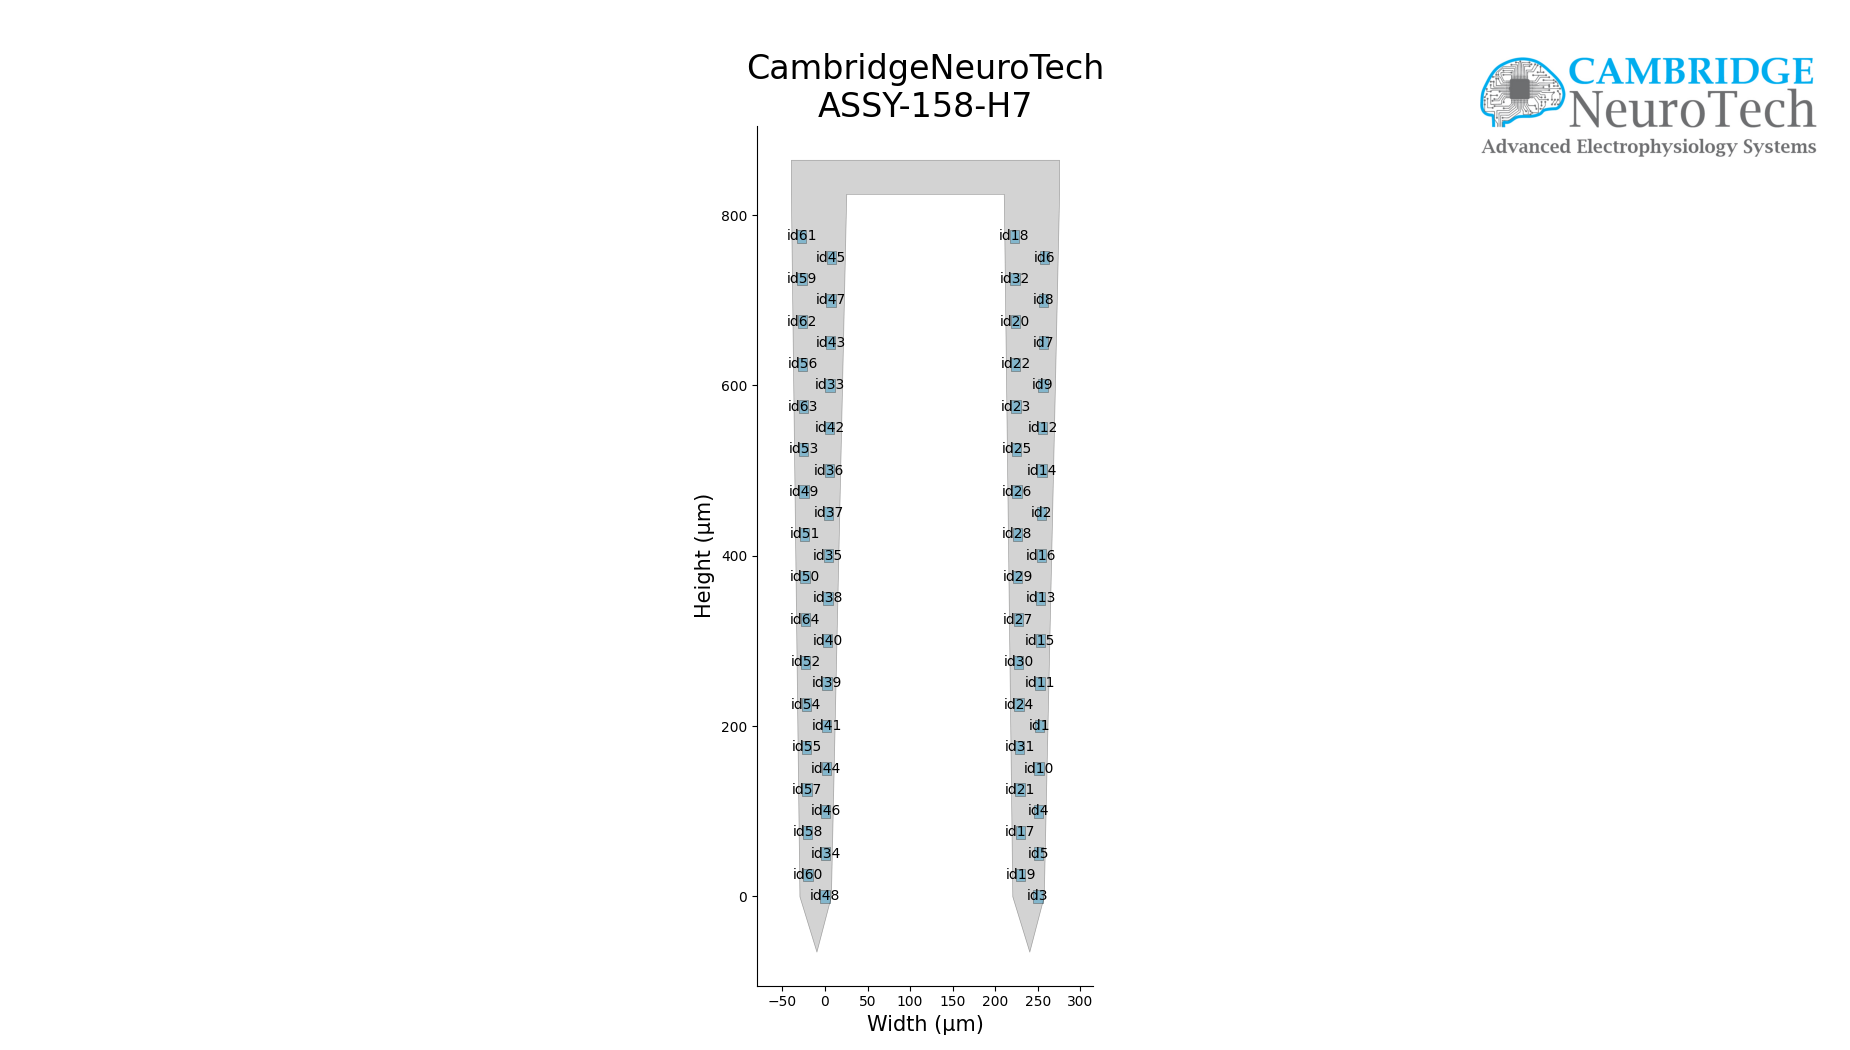 CambridgeNeuroTech
ASSY-158-H7
CAMBRIDGE
NeuroTech
Advanced Electrophysiology Systems
800
600
400
200
0
Height (μm)
id61 id18
id45 id6
id59 id32
id47 id8
id62 id20
id43 id7
id56 id22
id33 id9
id63 id23
id42 id12
id53 id25
id36 id14
id49 id26
id37 id2
id51 id28
id35 id16
id50 id29
id38 id13
id64 id27
id40 id15
id52 id30
id39 id11
id54 id24
id41 id1
id55 id31
id44 id10
id57 id21
id46 id4
id58 id17
id34 id5
id60 id19
id48 id3
−50 0 50 100 150 200 250 300
Width (μm)